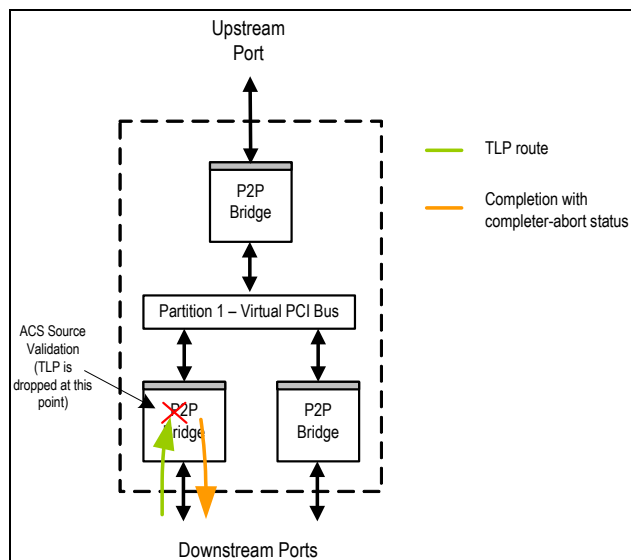 Upstream
Port
TLP route
P2P
Bridge
Completion with
completer-abort status
Partition 1 – Virtual PCI Bus
ACS Source
Validation
(TLP is
dropped at this
point)
P2P
Bridge
P2P
Bridge
Downstream Ports